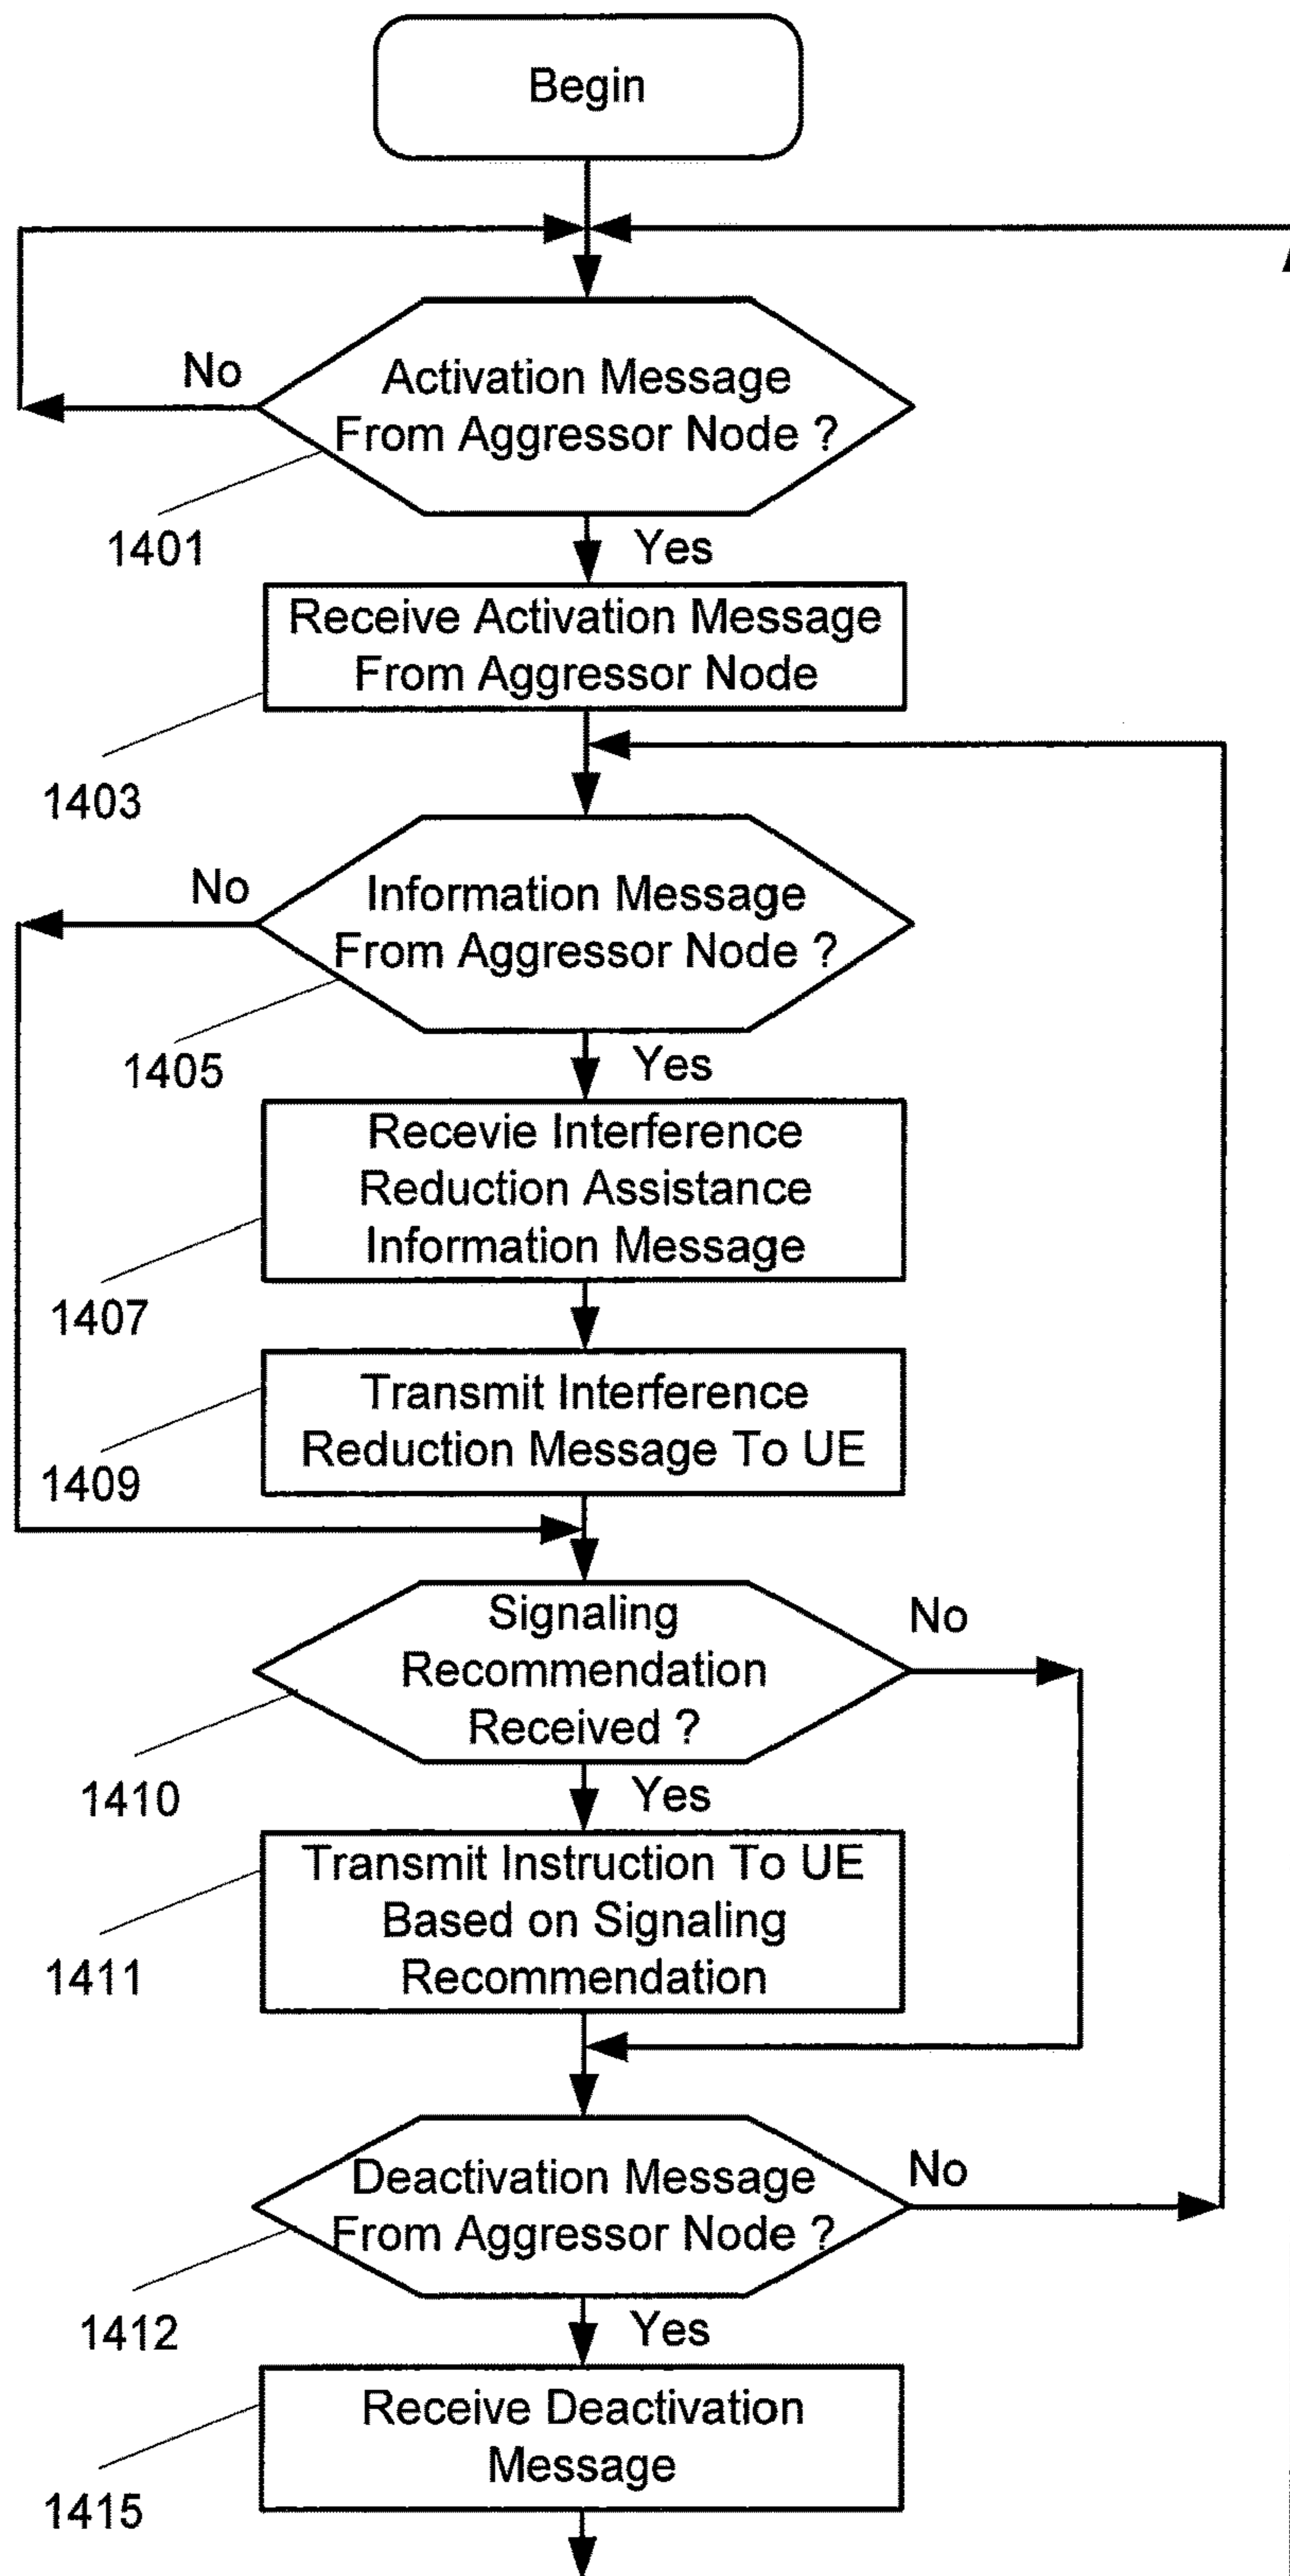 Begin
No
Activation Message
From Aggressor Node ?
1401
Yes
Receive Activation Message
From Aggressor Node
1403
No
Information Message
From Aggressor Node ?
1405
Yes
Recevie Interference
Reduction Assistance
Information Message
1407
Transmit Interference
Reduction Message To UE
1409
Signaling
Recommendation
Received ?
No
1410
Yes
Transmit Instruction To UE
Based on Signaling
Recommendation
1411
Deactivation Message
From Aggressor Node ?
No
1412
Yes
Receive Deactivation
Message
1415